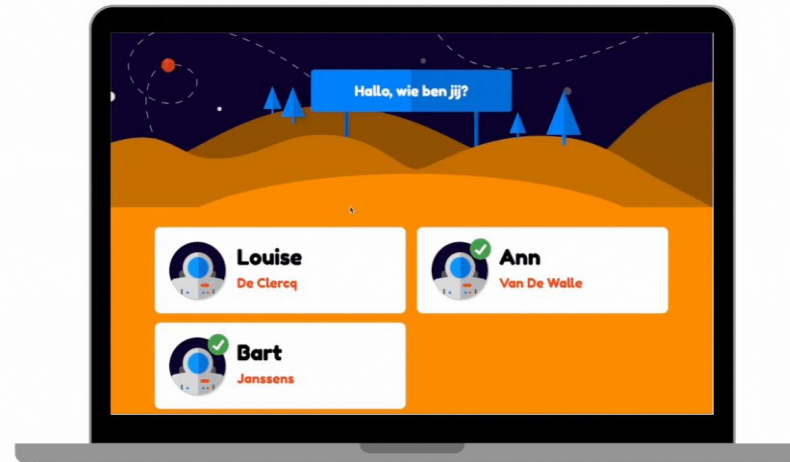 Hallo, wie ben jij?
Louise
De Clercq
Ann
Van De Walle
Bart
Janssens